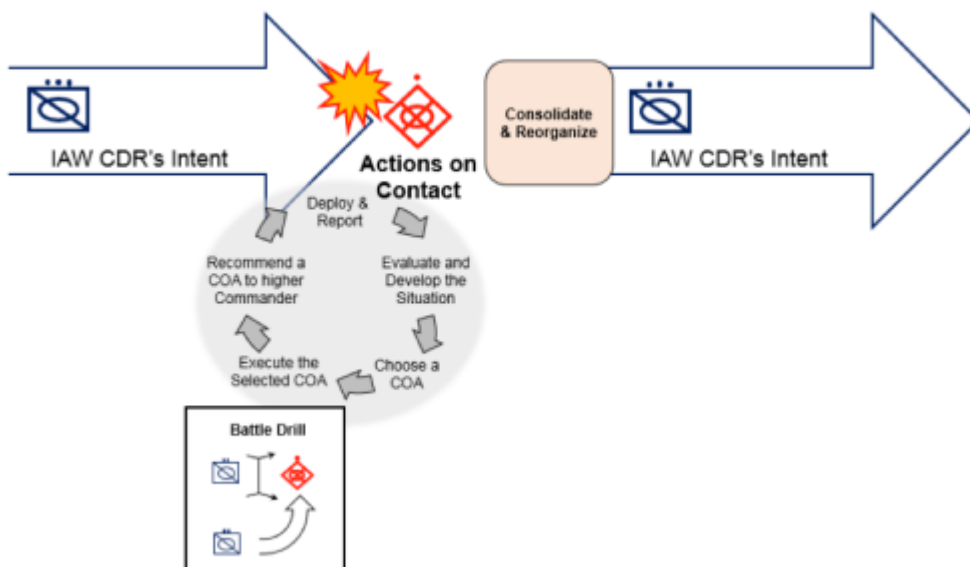 IAW CDR's Intent
Actions on
Contact
Consolidate
& Reorganize
IAW CDR's Intent
Deploy &
Report
Evaluate and
Develop the
Situation
Choose a
COA
Execute the
Selected COA
Recommend a
COA to higher
Commander
Battle Drill